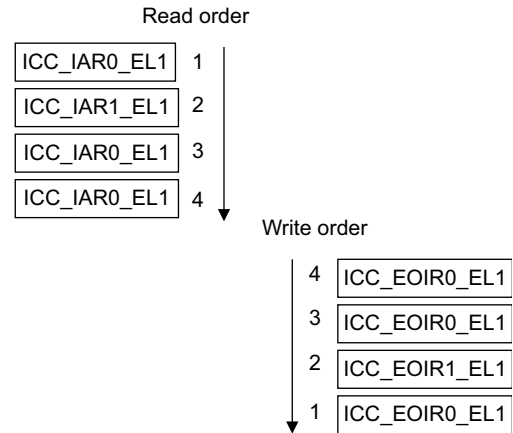 Read order
ICC_IAR0_EL1 1
ICC_IAR1_EL1 2
ICC_IAR0_EL1 3
ICC_IAR0_EL1 4
Write order
4 ICC_EOIR0_EL1
3 ICC_EOIR0_EL1
2 ICC_EOIR1_EL1
1 ICC_EOIR0_EL1